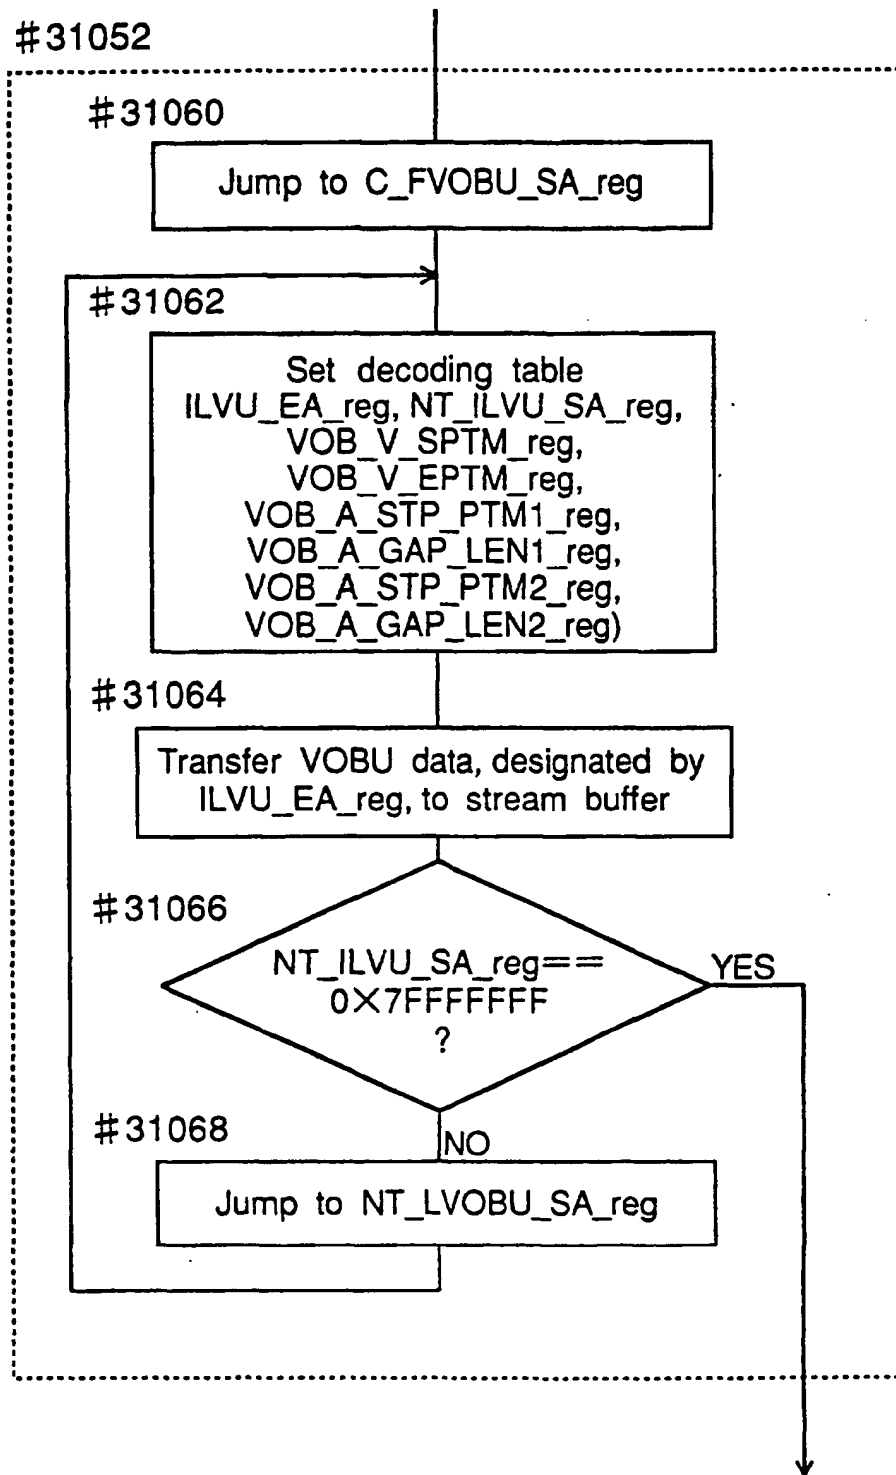 #31052
#31060
Jump to C_FVOBU_SA_reg
#31062
Set decoding table
ILVU_EA_reg, NT_ILVU_SA_reg,
VOB_V_SPTM_reg,
VOB_V_EPTM_reg,
VOB_A_STP_PTM1_reg,
VOB_A_GAP_LEN1_reg,
VOB_A_STP_PTM2_reg,
VOB_A_GAP_LEN2_reg)
#31064
Transfer VOBU data, designated by
ILVU_EA_reg, to stream buffer
#31066
NT_ILVU_SA_reg==
0X7FFFFFFF
?
YES
#31068
NO
Jump to NT_LVOBU_SA_reg